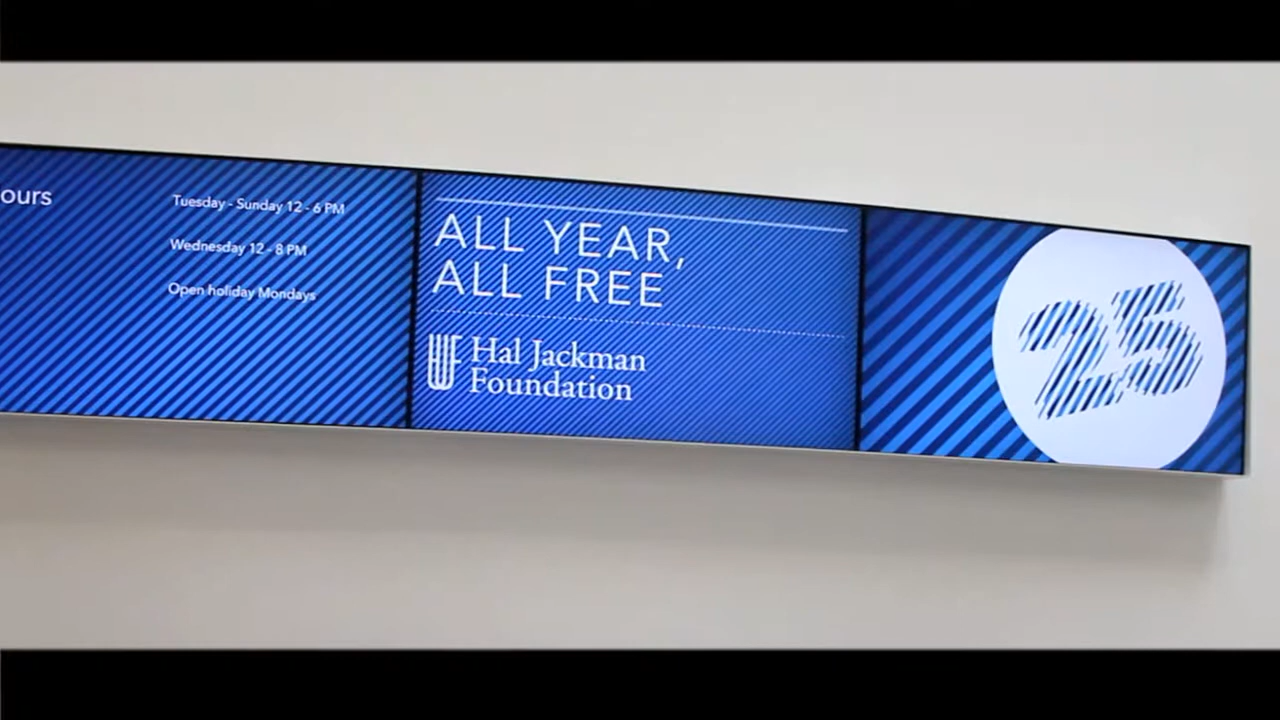 ours
Tuesday - Sunday 12 - 6 PM
Wednesday 12 - 8 PM
Open holiday Mondays
ALL YEAR,
ALL FREE
Hal Jackman
Foundation
25